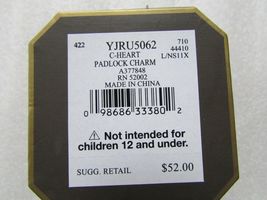 422 YJRU5062 710
C-HEART 44410
PADLOCK CHARM L/NS11X
A377848
RN 52002
MADE IN CHINA
0 98686 33380 2
⚠ Not intended for
children 12 and under.
SUGG. RETAIL $52.00